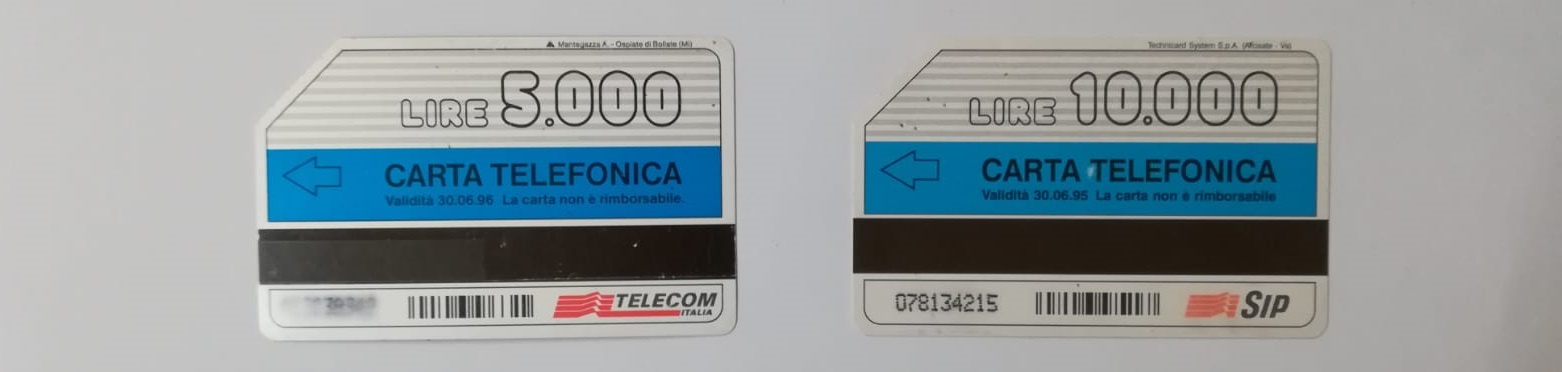 Mantegazza A. - Ospiate di Bollate (Mi)
LIRE 5.000
CARTA TELEFONICA
Validità 30.06.96 La carta non è rimborsabile.
TELECOM
ITALIA
Technicard System S.p.A. (Albizzate - Va)
LIRE 10.000
CARTA TELEFONICA
Validità 30.06.95 La carta non è rimborsabile
078134215
SIP